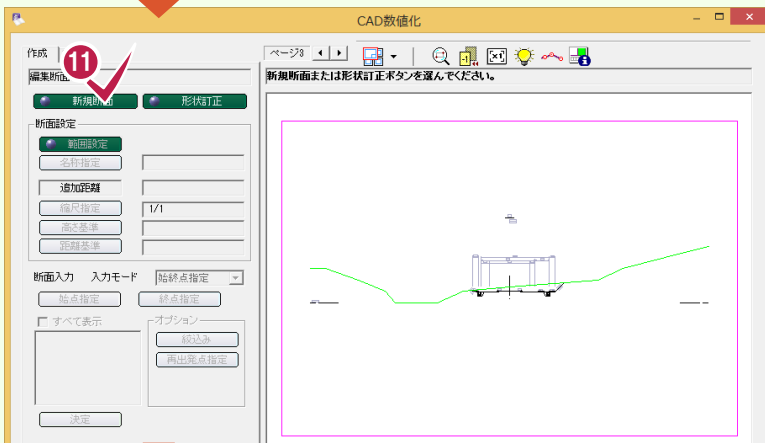 CAD数値化
作成
ページ3
11
編集断面
新規断面または形状訂正ボタンを選んでください。
新規断面
形状訂正
断面設定
範囲設定
名称指定
追加距離
縮尺指定
1/1
高さ基準
距離基準
断面入力
入力モード
始終点指定
始点指定
終点指定
すべて表示
オプション
絞込み
再出発点指定
決定